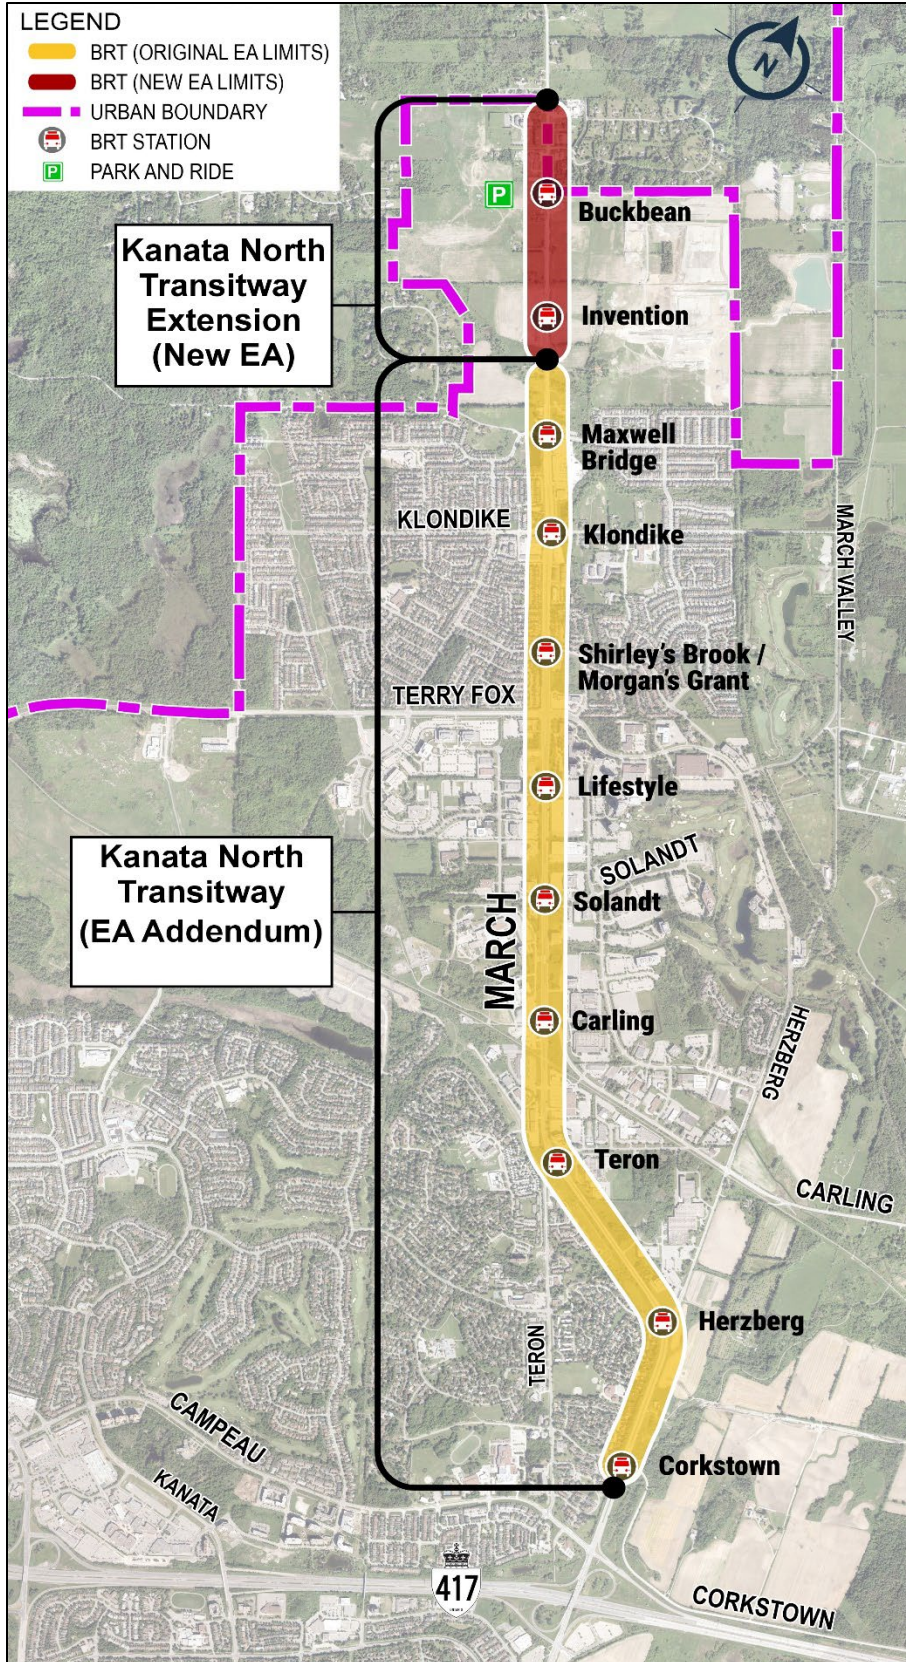 LEGEND
BRT (ORIGINAL EA LIMITS)
BRT (NEW EA LIMITS)
URBAN BOUNDARY
BRT STATION
P
PARK AND RIDE
N
P
Buckbean
Kanata North
Transitway
Extension
(New EA)
Invention
Maxwell
Bridge
KLONDIKE
Klondike
MARCH VALLEY
Shirley's Brook /
Morgan's Grant
TERRY FOX
Lifestyle
Kanata North
Transitway
(EA Addendum)
SOLANDT
Solandt
MARCH
Carling
HERZBERG
Teron
CARLING
Herzberg
TERON
CAMPEAU
KANATA
Corkstown
417
CORKSTOWN